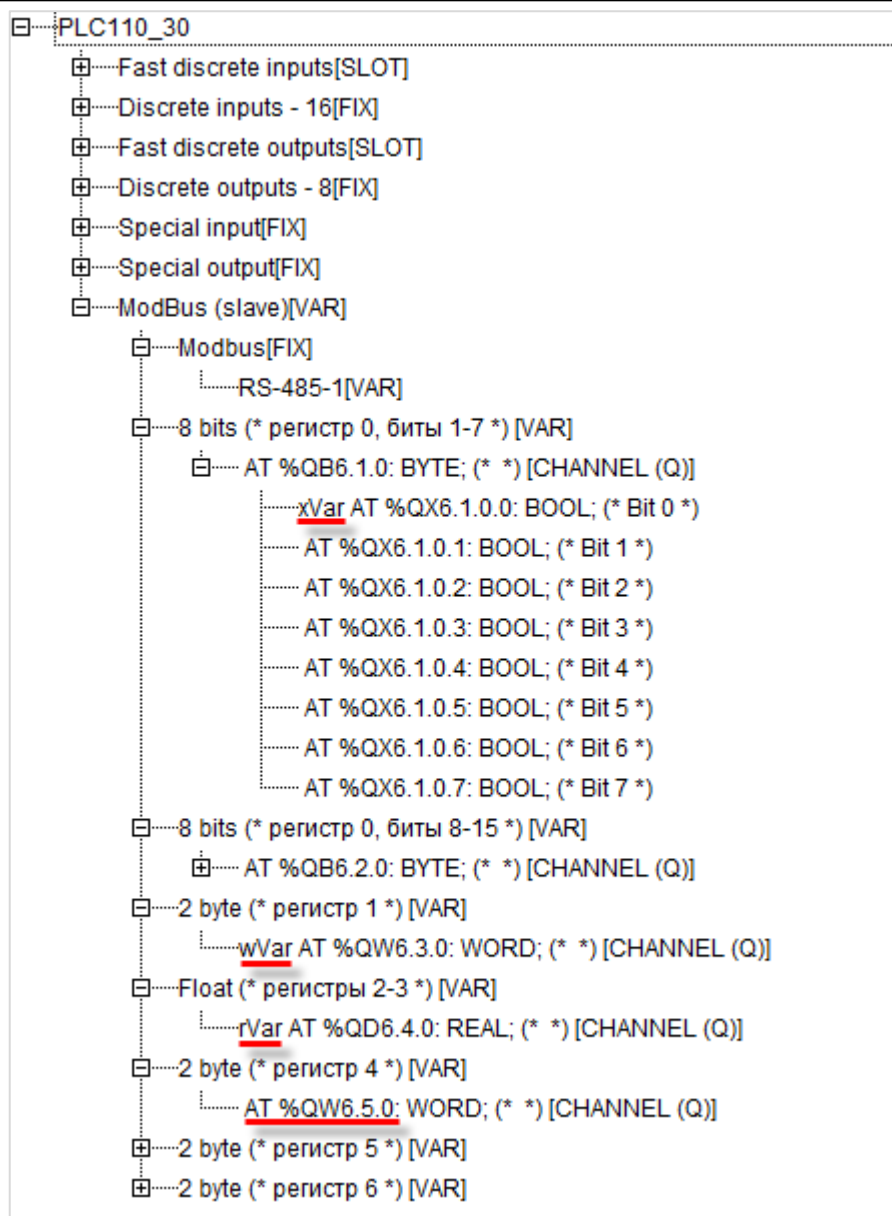 PLC110_30
Fast discrete inputs[SLOT]
Discrete inputs - 16[FIX]
Fast discrete outputs[SLOT]
Discrete outputs - 8[FIX]
Special input[FIX]
Special output[FIX]
ModBus (slave)[VAR]
Modbus[FIX]
RS-485-1[VAR]
8 bits (* регистр 0, биты 1-7 *) [VAR]
AT %QB6.1.0: BYTE; (* *) [CHANNEL (Q)]
xVar AT %QX6.1.0.0: BOOL; (* Bit 0 *)
AT %QX6.1.0.1: BOOL; (* Bit 1 *)
AT %QX6.1.0.2: BOOL; (* Bit 2 *)
AT %QX6.1.0.3: BOOL; (* Bit 3 *)
AT %QX6.1.0.4: BOOL; (* Bit 4 *)
AT %QX6.1.0.5: BOOL; (* Bit 5 *)
AT %QX6.1.0.6: BOOL; (* Bit 6 *)
AT %QX6.1.0.7: BOOL; (* Bit 7 *)
8 bits (* регистр 0, биты 8-15 *) [VAR]
AT %QB6.2.0: BYTE; (* *) [CHANNEL (Q)]
2 byte (* регистр 1 *) [VAR]
wVar AT %QW6.3.0: WORD; (* *) [CHANNEL (Q)]
Float (* регистры 2-3 *) [VAR]
rVar AT %QD6.4.0: REAL; (* *) [CHANNEL (Q)]
2 byte (* регистр 4 *) [VAR]
AT %QW6.5.0: WORD; (* *) [CHANNEL (Q)]
2 byte (* регистр 5 *) [VAR]
2 byte (* регистр 6 *) [VAR]